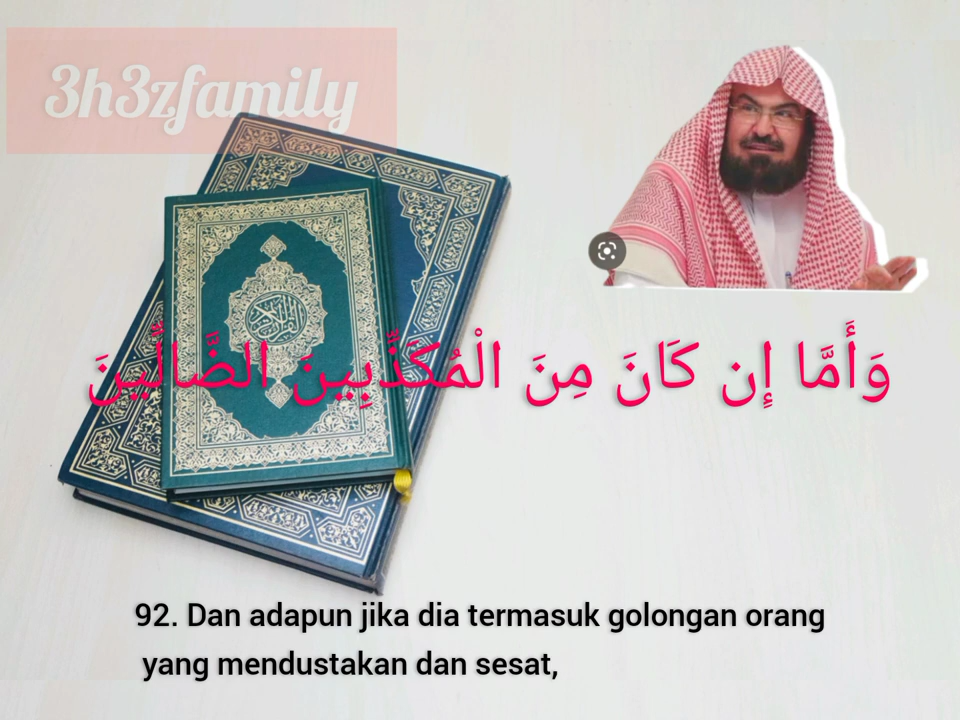 3h3zfamily
وَأَمَّا إِن كَانَ مِنَ الْمُكَذِّبِينَ الضَّالِّينَ
92. Dan adapun jika dia termasuk golongan orang
yang mendustakan dan sesat,